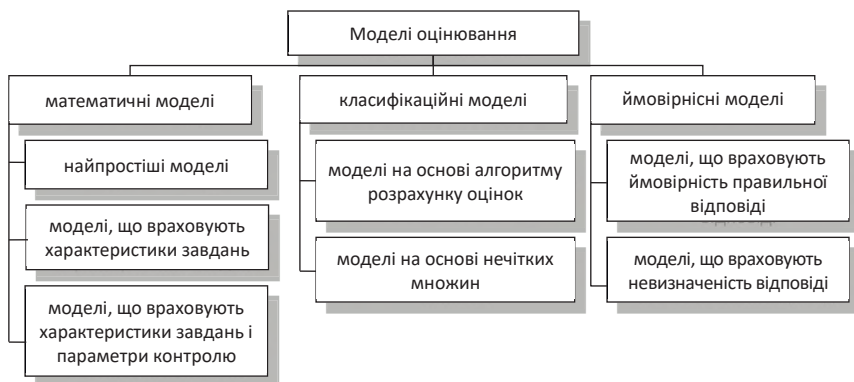 Моделі оцінювання
математичні моделі
найпростіші моделі
моделі, що враховують
характеристики завдань
моделі, що враховують
характеристики завдань і
параметри контролю
класифікаційні моделі
моделі на основі алгоритму
розрахунку оцінок
моделі на основі нечітких
множин
ймовірнісні моделі
моделі, що враховують
ймовірність правильної
відповіді
моделі, що враховують
невизначеність відповіді